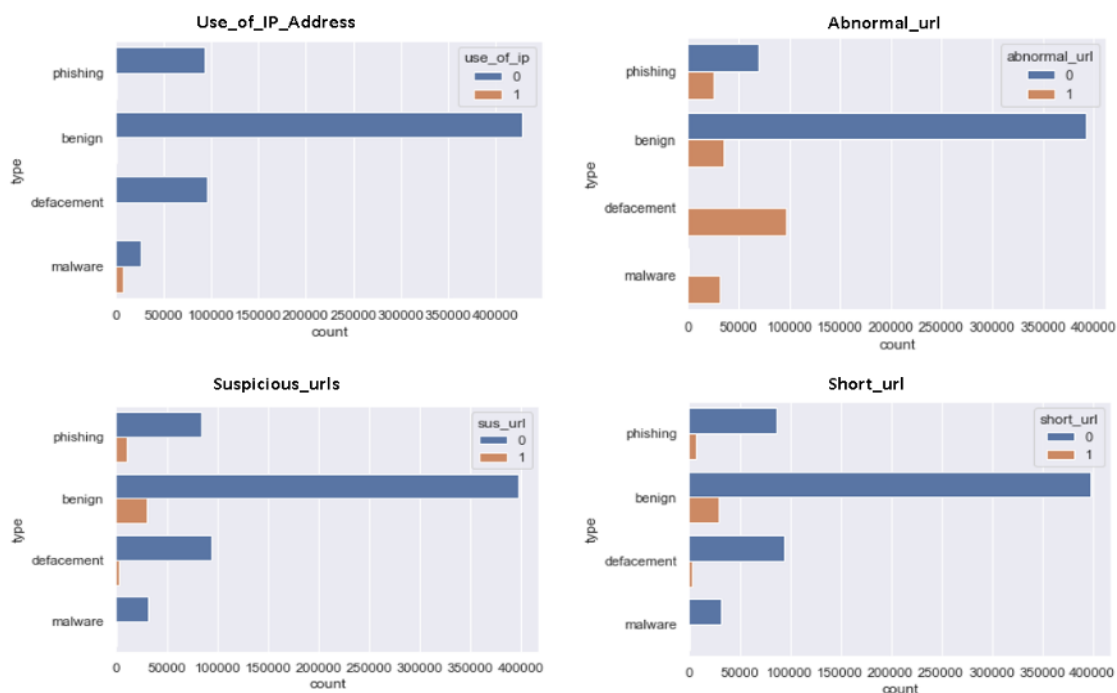 Use_of_IP_Address
use_of_ip
0
1
phishing
benign
defacement
malware
type
0 50000 100000 150000 200000 250000 300000 350000 400000
count
Abnormal_url
abnormal_url
0
1
phishing
benign
defacement
malware
type
0 50000 100000 150000 200000 250000 300000 350000 400000
count
Suspicious_urls
sus_url
0
1
phishing
benign
defacement
malware
type
0 50000 100000 150000 200000 250000 300000 350000 400000
count
Short_url
short_url
0
1
phishing
benign
defacement
malware
type
0 50000 100000 150000 200000 250000 300000 350000 400000
count